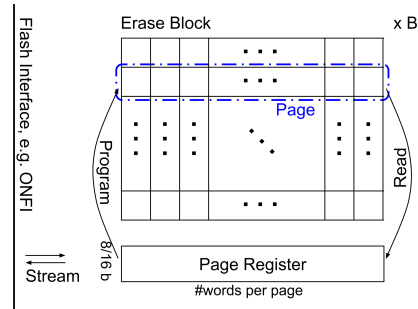 Erase Block
x B
Flash Interface, e.g. ONFI
Page
Program
Read
8/16 b
Page Register
Stream
#words per page